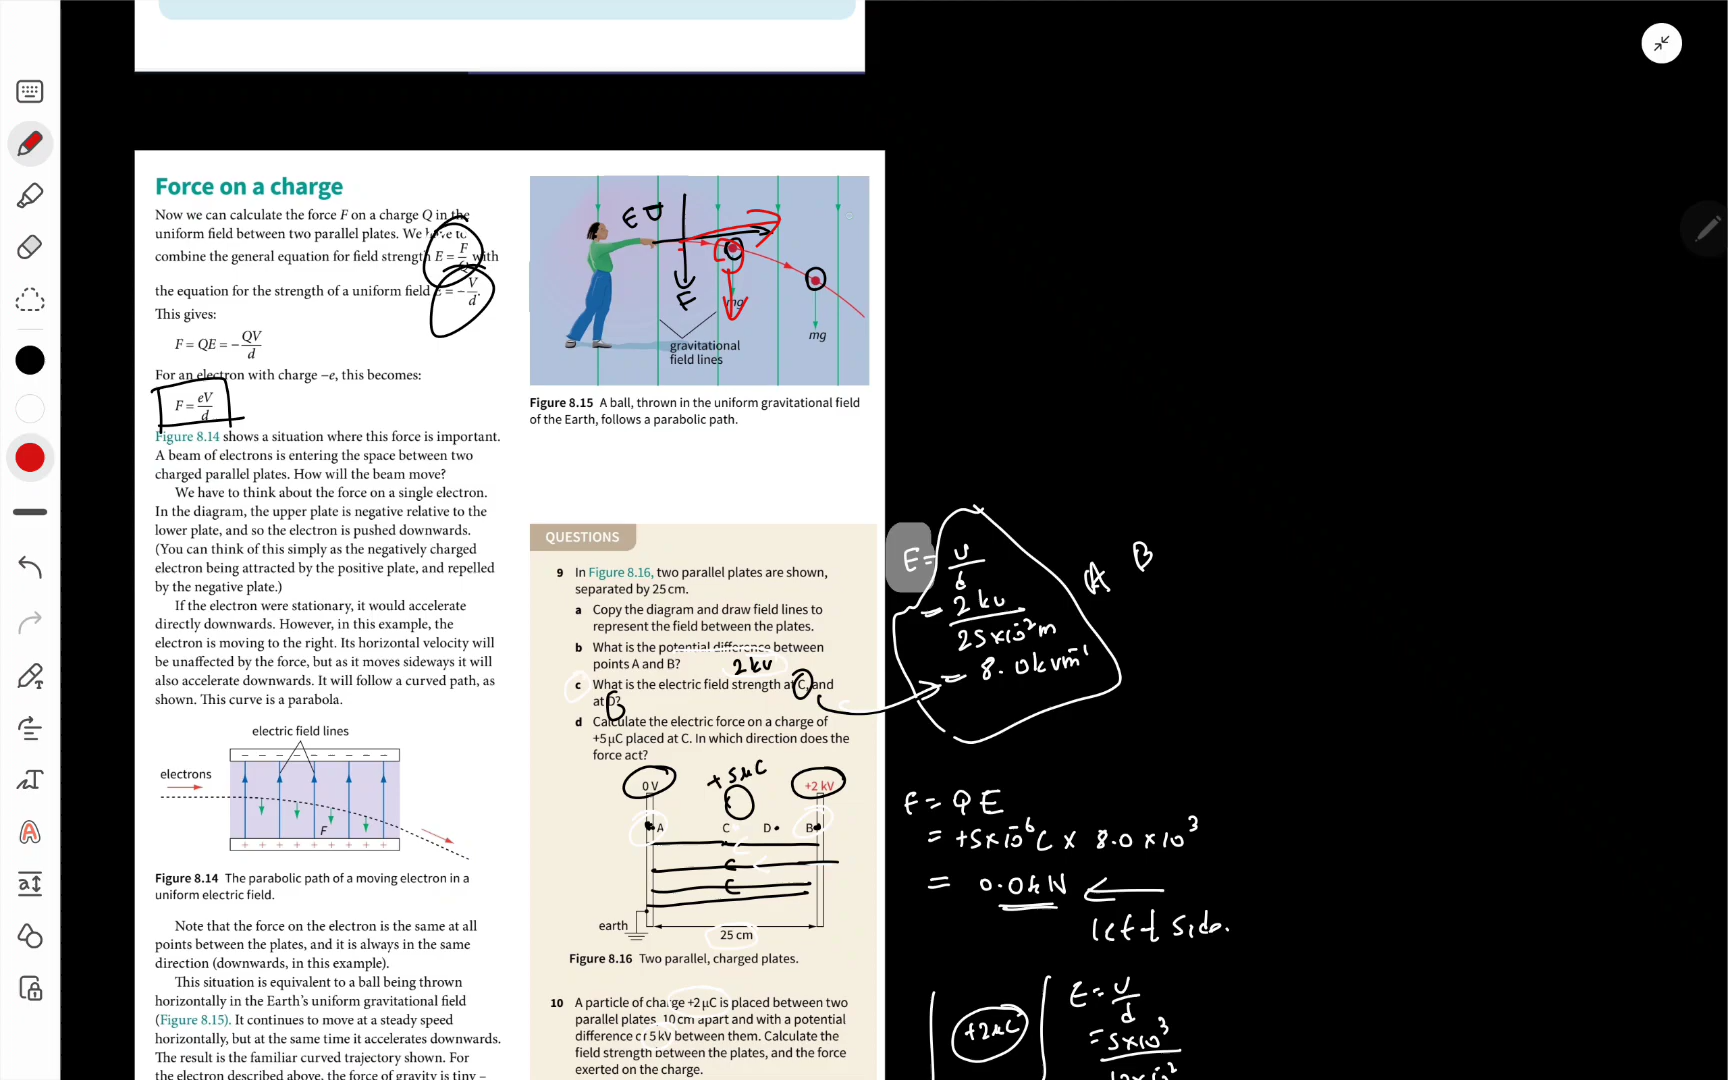 Force on a charge
Now we can calculate the force F on a charge Q in the
uniform field between two parallel plates. We have to
combine the general equation for field strength E = F/Q with
the equation for the strength of a uniform field E = −V/d.
This gives:
F = QE = −QV/d
For an electron with charge −e, this becomes:
F = eV/d
Figure 8.14 shows a situation where this force is important.
A beam of electrons is entering the space between two
charged parallel plates. How will the beam move?
We have to think about the force on a single electron.
In the diagram, the upper plate is negative relative to the
lower plate, and so the electron is pushed downwards.
(You can think of this simply as the negatively charged
electron being attracted by the positive plate, and repelled
by the negative plate.)
If the electron were stationary, it would accelerate
directly downwards. However, in this example, the
electron is moving to the right. Its horizontal velocity will
be unaffected by the force, but as it moves sideways it will
also accelerate downwards. It will follow a curved path, as
shown. This curve is a parabola.
electric field lines
− − − − − − − − −
electrons
F
+ + + + + + + + +
Figure 8.14 The parabolic path of a moving electron in a
uniform electric field.
Note that the force on the electron is the same at all
points between the plates, and it is always in the same
direction (downwards, in this example).
This situation is equivalent to a ball being thrown
horizontally in the Earth's uniform gravitational field
(Figure 8.15). It continues to move at a steady speed
horizontally, but at the same time it accelerates downwards.
The result is the familiar curved trajectory shown. For
the electron described above, the force of gravity is tiny –
F
mg
mg
gravitational
field lines
Figure 8.15 A ball, thrown in the uniform gravitational field
of the Earth, follows a parabolic path.
QUESTIONS
9 In Figure 8.16, two parallel plates are shown,
separated by 25 cm.
a Copy the diagram and draw field lines to
represent the field between the plates.
b What is the potential difference between
points A and B?
2 kv
c What is the electric field strength at C, and
at D?
d Calculate the electric force on a charge of
+5 μC placed at C. In which direction does the
force act?
+5μC
0 V
+2 kV
A C D B
earth
25 cm
Figure 8.16 Two parallel, charged plates.
10 A particle of charge +2 μC is placed between two
parallel plates, 10 cm apart and with a potential
difference of 5 kV between them. Calculate the
field strength between the plates, and the force
exerted on the charge.
A B
= 2 kv
25×10⁻²m
= 8.0kvm⁻¹
F = QE
= +5×10⁻⁶C × 8.0×10³
= 0.04N
left side.
+2μC
E = v/d
= 5×10³